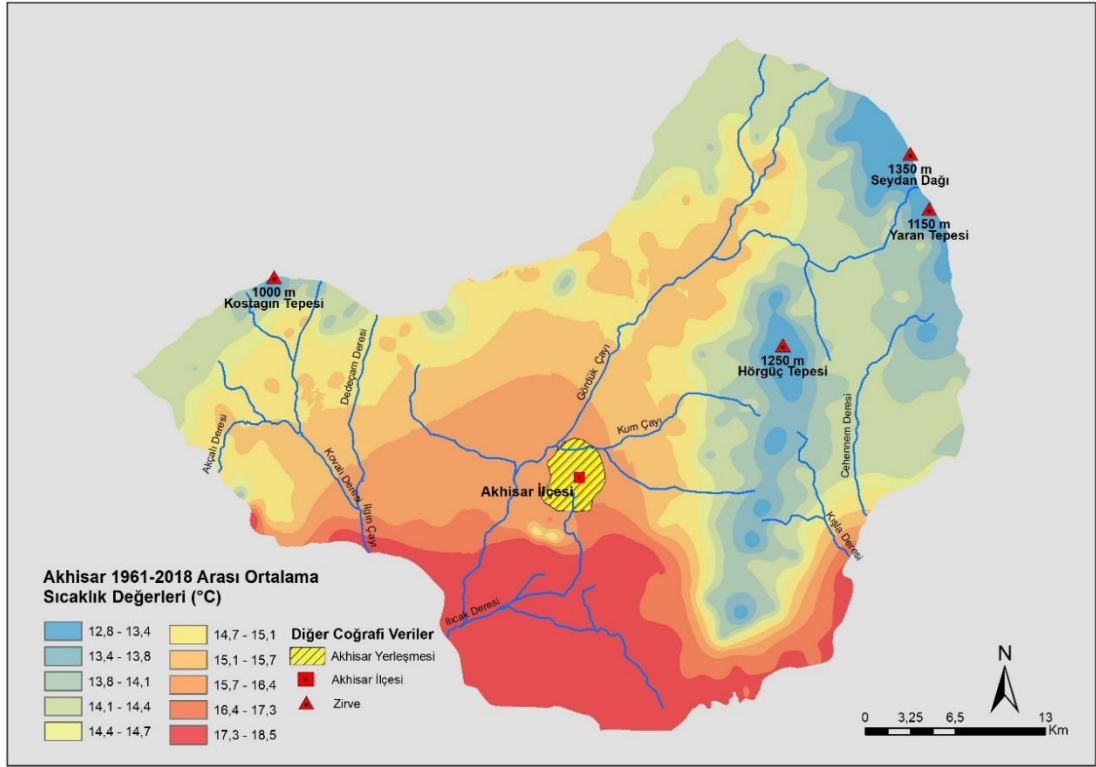 1350 m
Seydan Dağı
1150 m
Yaran Tepesi
1000 m
Kostagın Tepesi
1250 m
Hörgüç Tepesi
Dedeçam Deresi
Gördük Çayı
Kum Çayı
Cehennem Deresi
Akçalı Deresi
Kovalı Deresi
Ilgın Çayı
Akhisar İlçesi
Kışla Deresi
Ilıcak Deresi
Akhisar 1961-2018 Arası Ortalama
Sıcaklık Değerleri (°C)
12,8 - 13,4
13,4 - 13,8
13,8 - 14,1
14,1 - 14,4
14,4 - 14,7
14,7 - 15,1
15,1 - 15,7
15,7 - 16,4
16,4 - 17,3
17,3 - 18,5
Diğer Coğrafi Veriler
Akhisar Yerleşmesi
Akhisar İlçesi
Zirve
N
0 3,25 6,5 13
Km